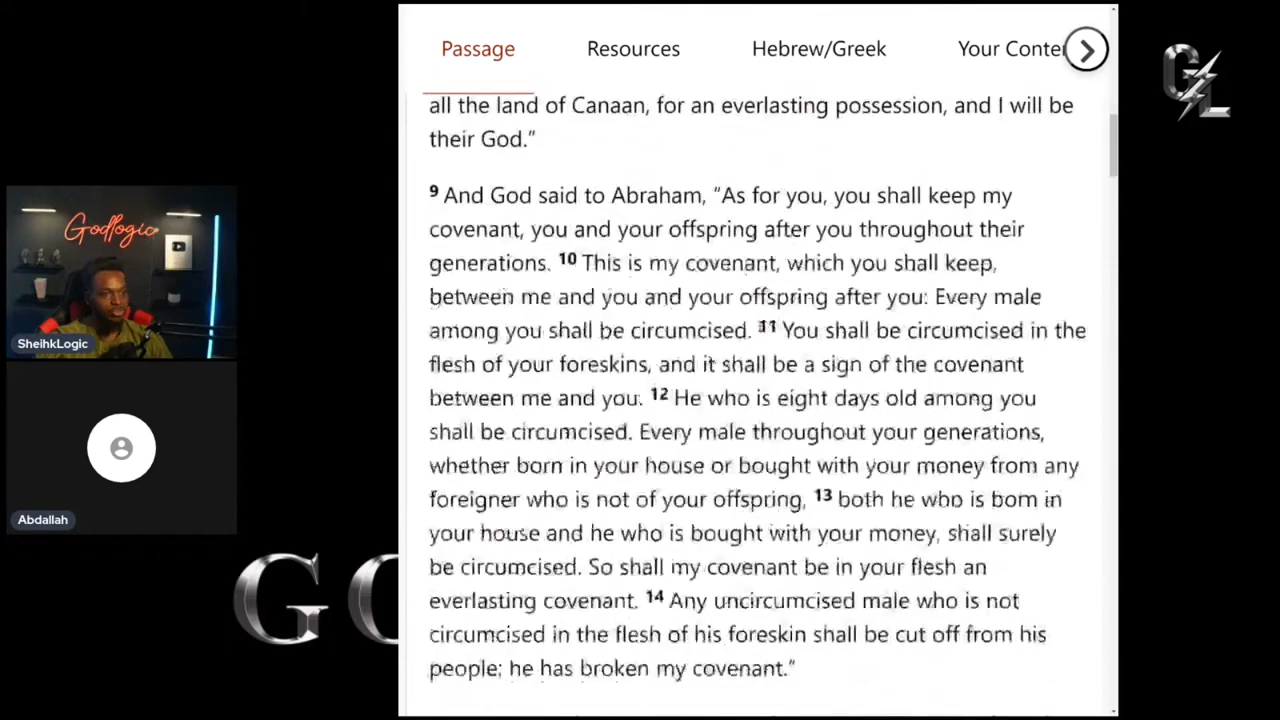 Passage
Resources
Hebrew/Greek
Your Conte
all the land of Canaan, for an everlasting possession, and I will be
their God.”
9 And God said to Abraham, “As for you, you shall keep my
covenant, you and your offspring after you throughout their
generations. 10 This is my covenant, which you shall keep,
between me and you and your offspring after you: Every male
among you shall be circumcised. 11 You shall be circumcised in the
flesh of your foreskins, and it shall be a sign of the covenant
between me and you. 12 He who is eight days old among you
shall be circumcised. Every male throughout your generations,
whether born in your house or bought with your money from any
foreigner who is not of your offspring, 13 both he who is born in
your house and he who is bought with your money, shall surely
be circumcised. So shall my covenant be in your flesh an
everlasting covenant. 14 Any uncircumcised male who is not
circumcised in the flesh of his foreskin shall be cut off from his
people; he has broken my covenant.”
GL
Godlogic
SheihkLogic
Abdallah
GO